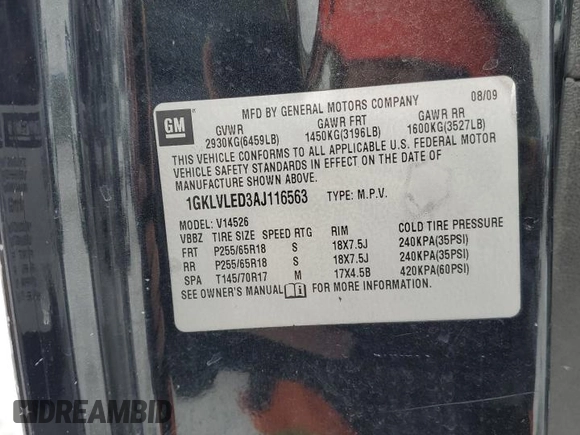 GM
MFD BY GENERAL MOTORS COMPANY 08/09
GVWR GAWR FRT GAWR RR
2930KG(6459LB) 1450KG(3196LB) 1600KG(3527LB)
THIS VEHICLE CONFORMS TO ALL APPLICABLE U.S. FEDERAL MOTOR
VEHICLE SAFETY STANDARDS IN EFFECT ON THE DATE OF
MANUFACTURE SHOWN ABOVE.
1GKLVLED3AJ116563 TYPE: M.P.V.
MODEL: V14526
VBBZ TIRE SIZE SPEED RTG RIM COLD TIRE PRESSURE
FRT P255/65R18 S 18X7.5J 240KPA(35PSI)
RR P255/65R18 S 18X7.5J 240KPA(35PSI)
SPA T145/70R17 M 17X4.5B 420KPA(60PSI)
SEE OWNER'S MANUAL FOR MORE INFORMATION.
DREAMBID